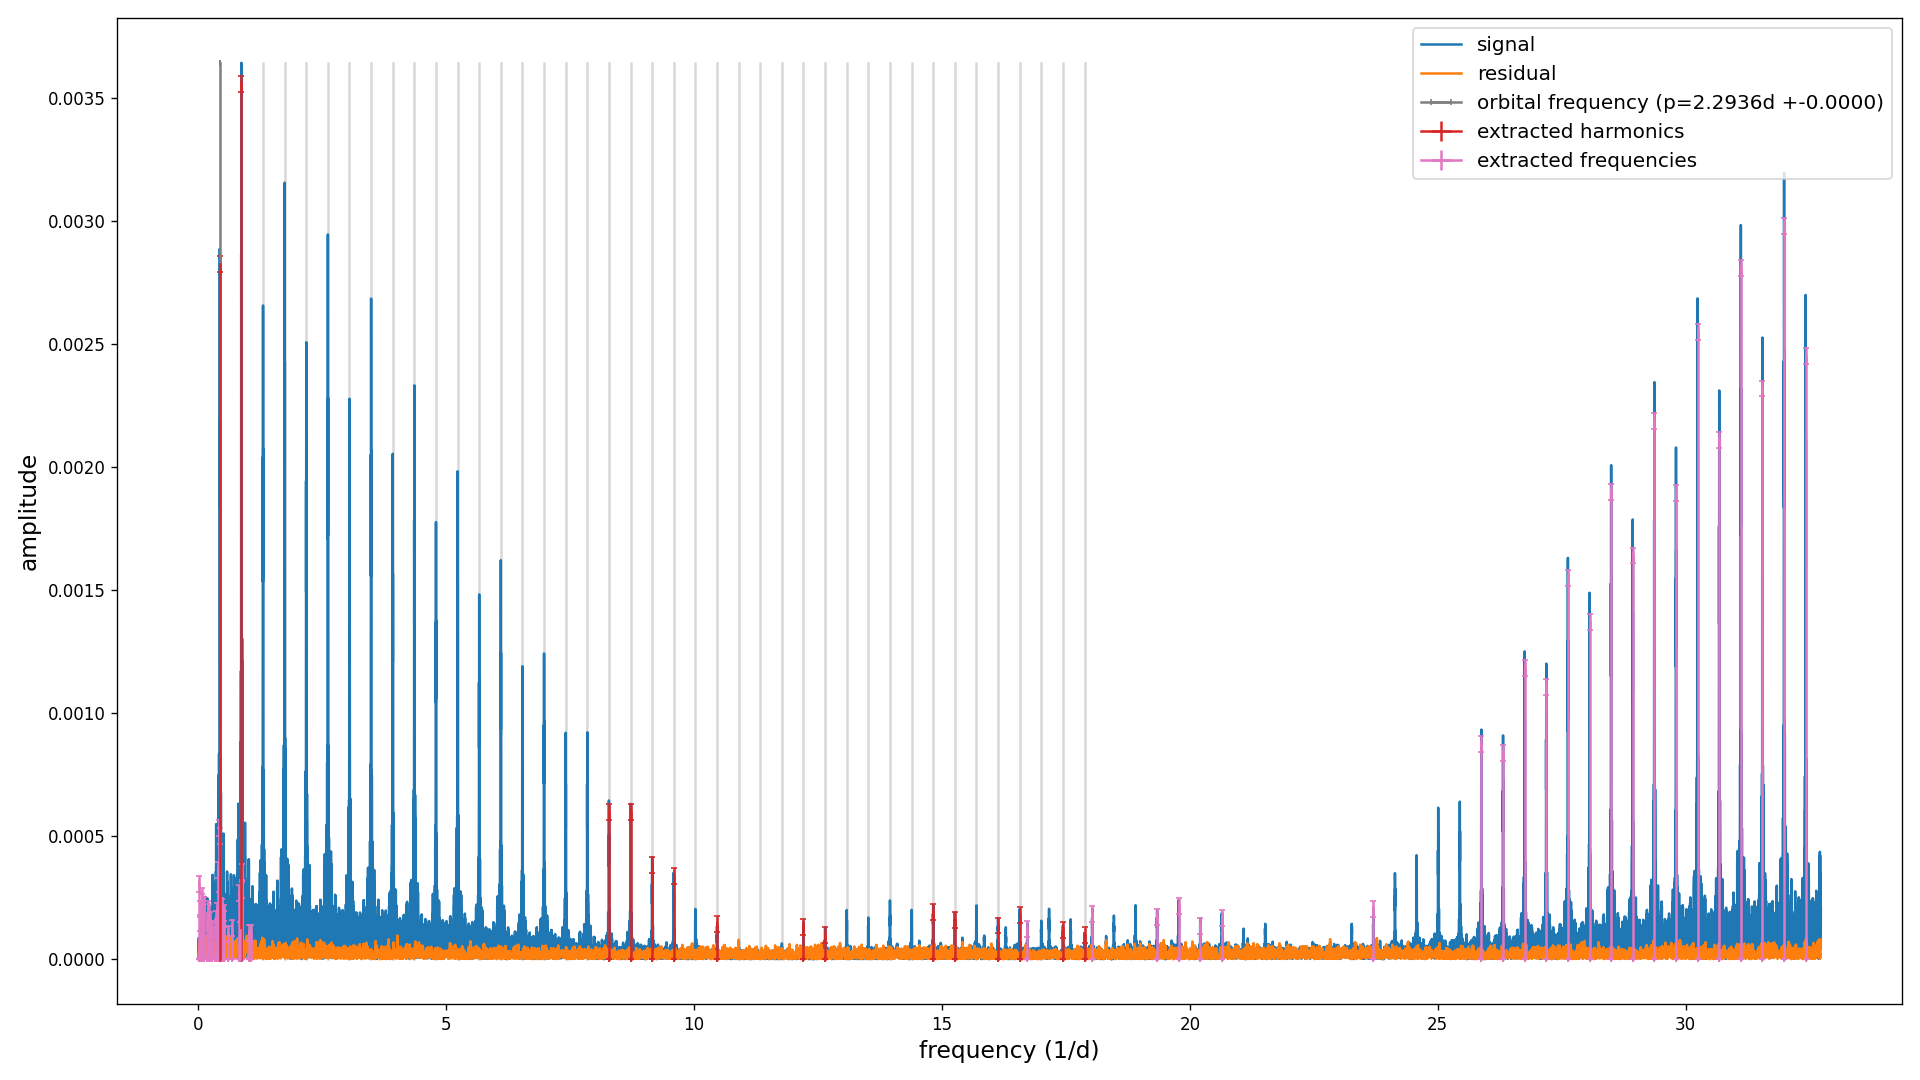 signal
residual
orbital frequency (p=2.2936d +-0.0000)
extracted harmonics
extracted frequencies
amplitude
0.0035
0.0030
0.0025
0.0020
0.0015
0.0010
0.0005
0.0000
0 5 10 15 20 25 30
frequency (1/d)